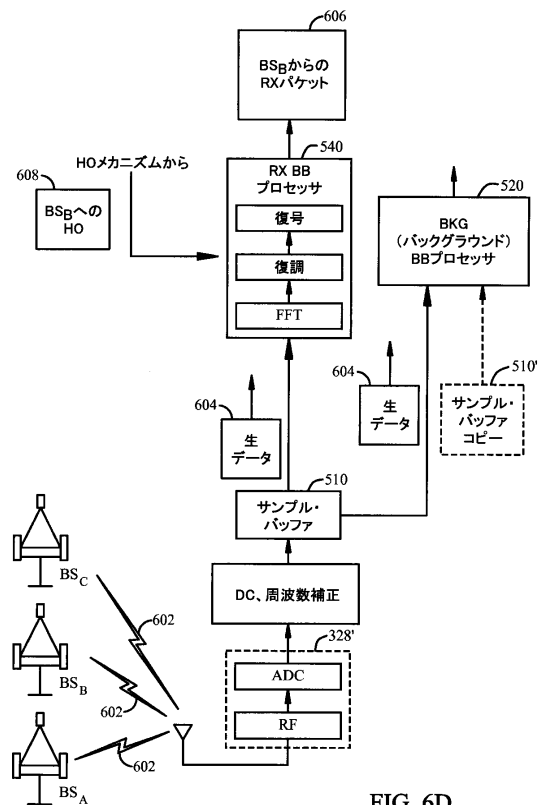 606
BSBからの
RXパケット
540
HOメカニズムから
608
BSBへの
HO
RX BB
プロセッサ
復号
復調
FFT
520
BKG
(バックグラウンド)
BBプロセッサ
510'
サンプル・
バッファ
コピー
604
生
データ
604
生
データ
510
サンプル・
バッファ
DC、周波数補正
328'
ADC
RF
BSC
602
BSB
602
BSA
602
FIG. 6D